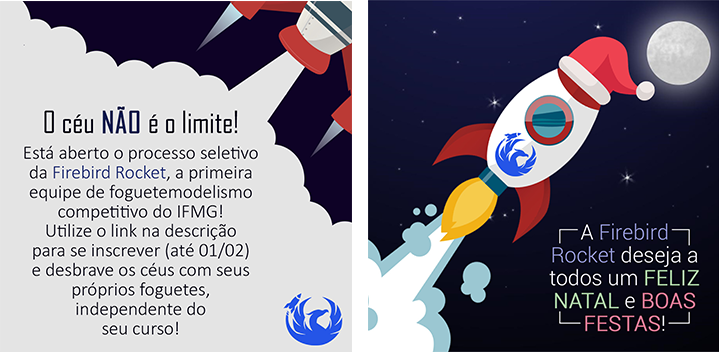 O céu NÃO é o limite!
Está aberto o processo seletivo
da Firebird Rocket, a primeira
equipe de foguetemodelismo
competitivo do IFMG!
Utilize o link na descrição
para se inscrever (até 01/02)
e desbrave os céus com seus
próprios foguetes,
independente do
seu curso!
A Firebird
Rocket deseja a
todos um FELIZ
NATAL e BOAS
FESTAS!